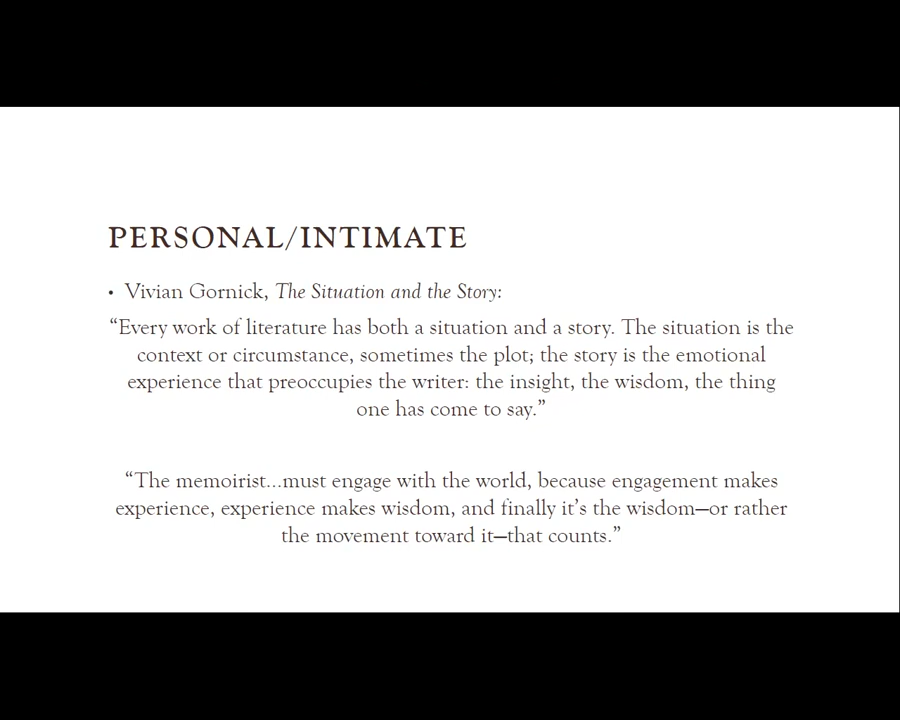 PERSONAL/INTIMATE
• Vivian Gornick, The Situation and the Story:
“Every work of literature has both a situation and a story. The situation is the
context or circumstance, sometimes the plot; the story is the emotional
experience that preoccupies the writer: the insight, the wisdom, the thing
one has come to say.”
“The memoirist...must engage with the world, because engagement makes
experience, experience makes wisdom, and finally it’s the wisdom—or rather
the movement toward it—that counts.”